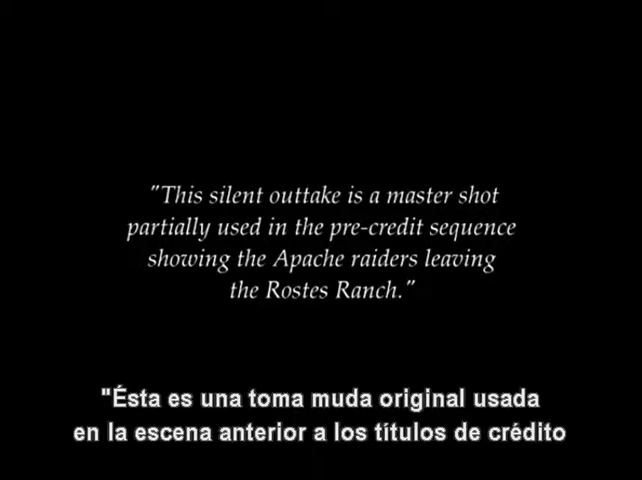 "This silent outtake is a master shot
partially used in the pre-credit sequence
showing the Apache raiders leaving
the Rostes Ranch."
"Ésta es una toma muda original usada
en la escena anterior a los títulos de crédito